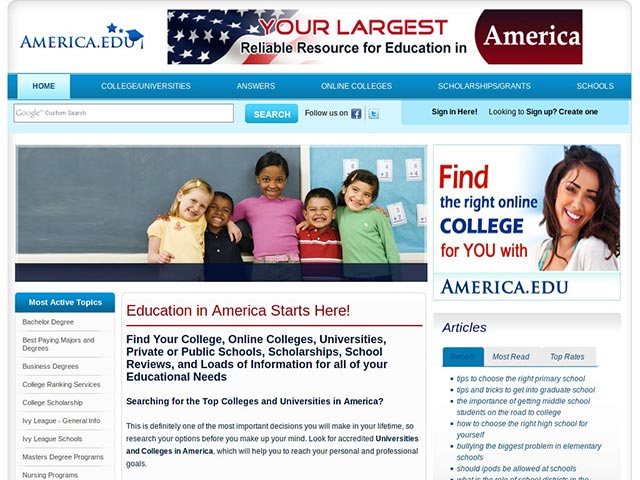 AMERICA.EDU
YOUR LARGEST
Reliable Resource for Education in
America
HOME
COLLEGE/UNIVERSITIES
ANSWERS
ONLINE COLLEGES
SCHOLARSHIPS/GRANTS
SCHOOLS
Google Custom Search
SEARCH
Follow us on
Sign in Here!
Looking to Sign up? Create one
Find
the right online
COLLEGE
for YOU with
AMERICA.EDU
Most Active Topics
Bachelor Degree
Best Paying Majors and
Degrees
Business Degrees
College Ranking Services
College Scholarship
Ivy League - General Info
Ivy League Schools
Masters Degree Programs
Nursing Programs
Education in America Starts Here!
Find Your College, Online Colleges, Universities,
Private or Public Schools, Scholarships, School
Reviews, and Loads of Information for all of your
Educational Needs
Searching for the Top Colleges and Universities in America?
This is definitely one of the most important decisions you will make in your lifetime, so
research your options before you make up your mind. Look for accredited Universities
and Colleges in America, which will help you to reach your personal and professional
goals.
Articles
Recent
Most Read
Top Rates
tips to choose the right primary school
tips and tricks to get into graduate school
the importance of getting middle school
students on the road to college
how to choose the right high school for
yourself
bullying the biggest problem in elementary
schools
should ipods be allowed at schools
what is the role of school districts in the